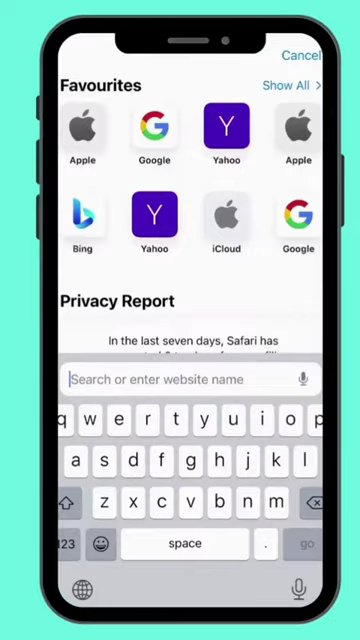 Cancel
Favourites Show All
G Y
Apple Google Yahoo Apple
Y G
Bing Yahoo iCloud Google
Privacy Report
In the last seven days, Safari has
Search or enter website name
q w e r t y u i o p
a s d f g h j k l
z x c v b n m
123 space . go